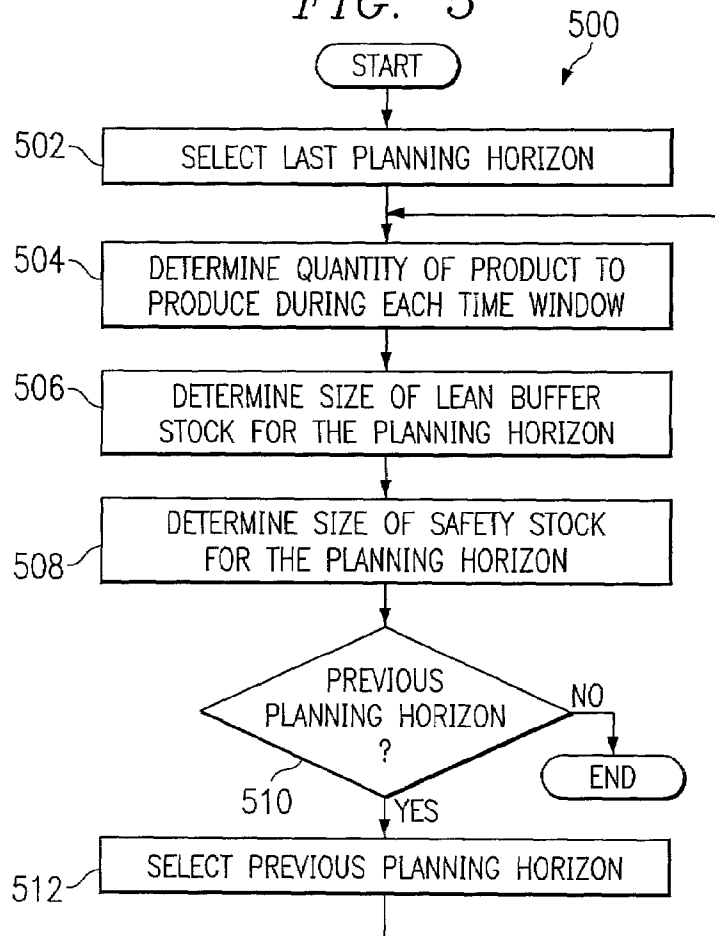 FIG. 5
500
START
502
SELECT LAST PLANNING HORIZON
504
DETERMINE QUANTITY OF PRODUCT TO
PRODUCE DURING EACH TIME WINDOW
506
DETERMINE SIZE OF LEAN BUFFER
STOCK FOR THE PLANNING HORIZON
508
DETERMINE SIZE OF SAFETY STOCK
FOR THE PLANNING HORIZON
PREVIOUS
PLANNING HORIZON
?
NO
END
510
YES
512
SELECT PREVIOUS PLANNING HORIZON